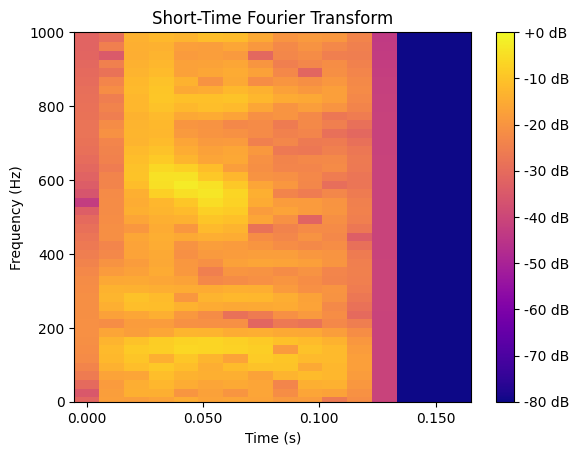 Short-Time Fourier Transform
Frequency (Hz)
1000
800
600
400
200
0
0.000
0.050
0.100
0.150
Time (s)
+0 dB
-10 dB
-20 dB
-30 dB
-40 dB
-50 dB
-60 dB
-70 dB
-80 dB